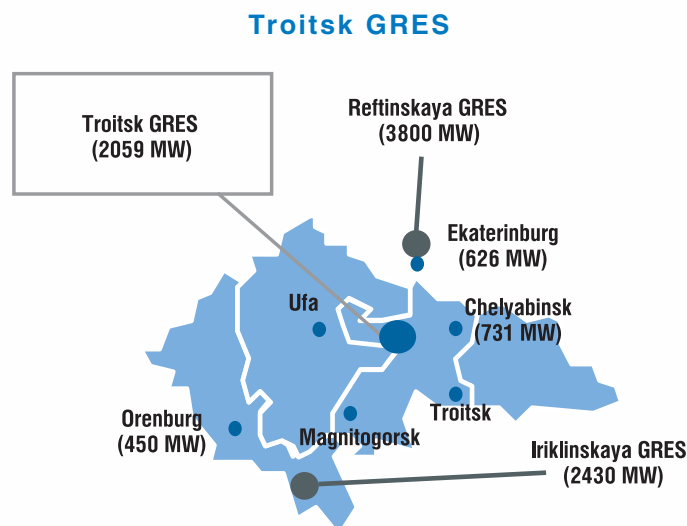 Troitsk GRES
Troitsk GRES
(2059 MW)
Reftinskaya GRES
(3800 MW)
Ekaterinburg
(626 MW)
Ufa
Chelyabinsk
(731 MW)
Orenburg
(450 MW)
Magnitogorsk
Troitsk
Iriklinskaya GRES
(2430 MW)